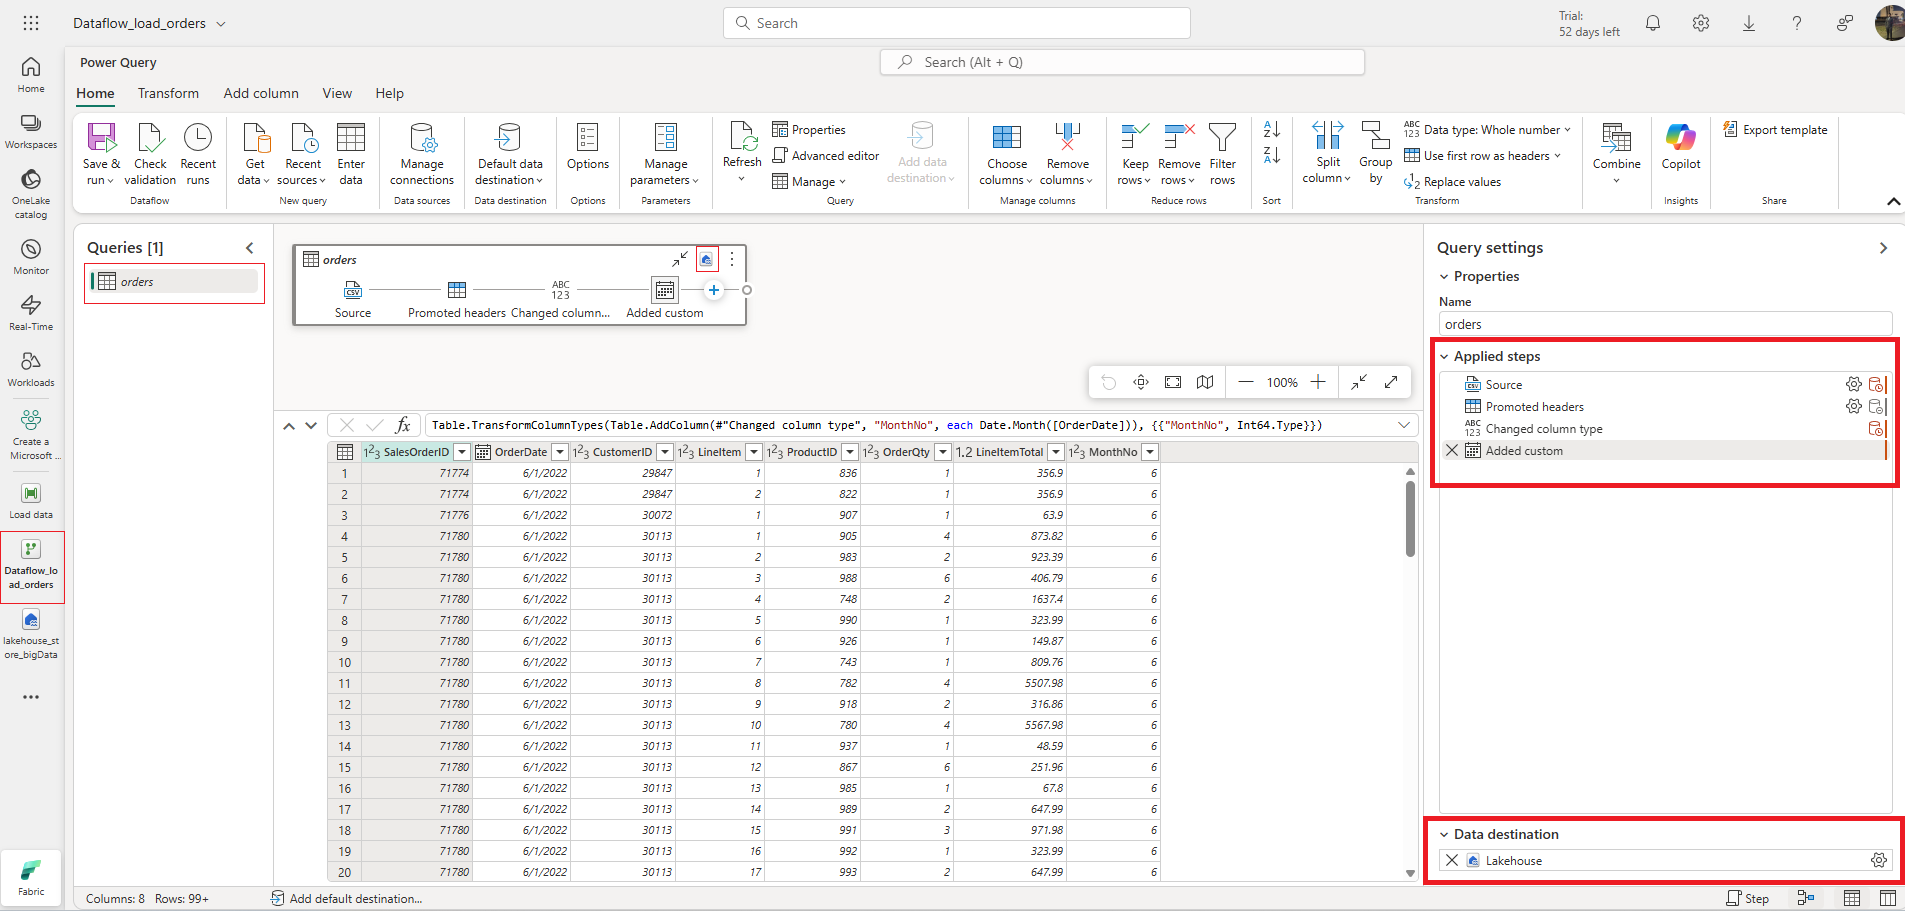 Dataflow_load_orders
Search
Trial:
52 days left
Home
Workspaces
OneLake
catalog
Monitor
Real-Time
Workloads
Create a
Microsoft ...
Load data
Dataflow_lo
ad_orders
lakehouse_st
ore_bigData
Fabric
Power Query
Search (Alt + Q)
Home Transform Add column View Help
Save &
run
Check
validation
Recent
runs
Dataflow
Get
data
Recent
sources
Enter
data
New query
Manage
connections
Data sources
Default data
destination
Data destination
Options
Options
Manage
parameters
Parameters
Refresh
Properties
Advanced editor
Manage
Add data
destination
Query
Choose
columns
Remove
columns
Manage columns
Keep
rows
Remove
rows
Filter
rows
Reduce rows
Sort
Split
column
Group
by
Data type: Whole number
Use first row as headers
Replace values
Transform
Combine
Copilot
Insights
Export template
Share
Queries [1]
orders
orders
Source Promoted headers Changed column... Added custom
100%
fx Table.TransformColumnTypes(Table.AddColumn(#"Changed column type", "MonthNo", each Date.Month([OrderDate])), {{"MonthNo", Int64.Type}})
SalesOrderID OrderDate CustomerID LineItem ProductID OrderQty LineItemTotal MonthNo
1 71774 6/1/2022 29847 1 836 1 356.9 6
2 71774 6/1/2022 29847 2 822 1 356.9 6
3 71776 6/1/2022 30072 1 907 1 63.9 6
4 71780 6/1/2022 30113 1 905 4 873.82 6
5 71780 6/1/2022 30113 2 983 2 923.39 6
6 71780 6/1/2022 30113 3 988 6 406.79 6
7 71780 6/1/2022 30113 4 748 2 1637.4 6
8 71780 6/1/2022 30113 5 990 1 323.99 6
9 71780 6/1/2022 30113 6 926 1 149.87 6
10 71780 6/1/2022 30113 7 743 1 809.76 6
11 71780 6/1/2022 30113 8 782 4 5507.98 6
12 71780 6/1/2022 30113 9 918 2 316.86 6
13 71780 6/1/2022 30113 10 780 4 5567.98 6
14 71780 6/1/2022 30113 11 937 1 48.59 6
15 71780 6/1/2022 30113 12 867 6 251.96 6
16 71780 6/1/2022 30113 13 985 1 67.8 6
17 71780 6/1/2022 30113 14 989 2 647.99 6
18 71780 6/1/2022 30113 15 991 3 971.98 6
19 71780 6/1/2022 30113 16 992 1 323.99 6
20 71780 6/1/2022 30113 17 993 2 647.99 6
Query settings
Properties
Name
orders
Applied steps
Source
Promoted headers
Changed column type
Added custom
Data destination
Lakehouse
Columns: 8 Rows: 99+
Add default destination...
Step